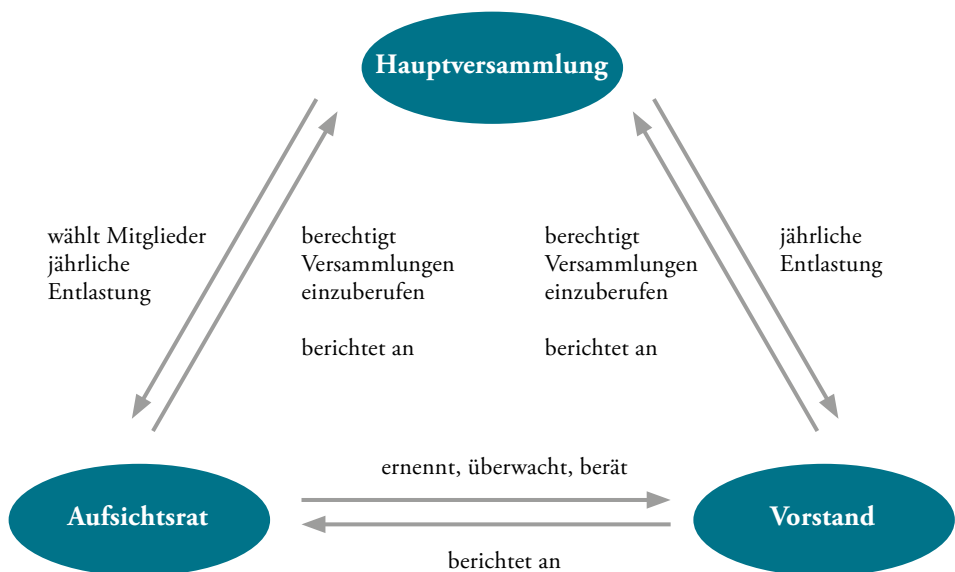 Hauptversammlung
wählt Mitglieder
jährliche
Entlastung
berechtigt
Versammlungen
einzuberufen
berichtet an
berechtigt
Versammlungen
einzuberufen
berichtet an
jährliche
Entlastung
ernennt, überwacht, berät
Aufsichtsrat
Vorstand
berichtet an